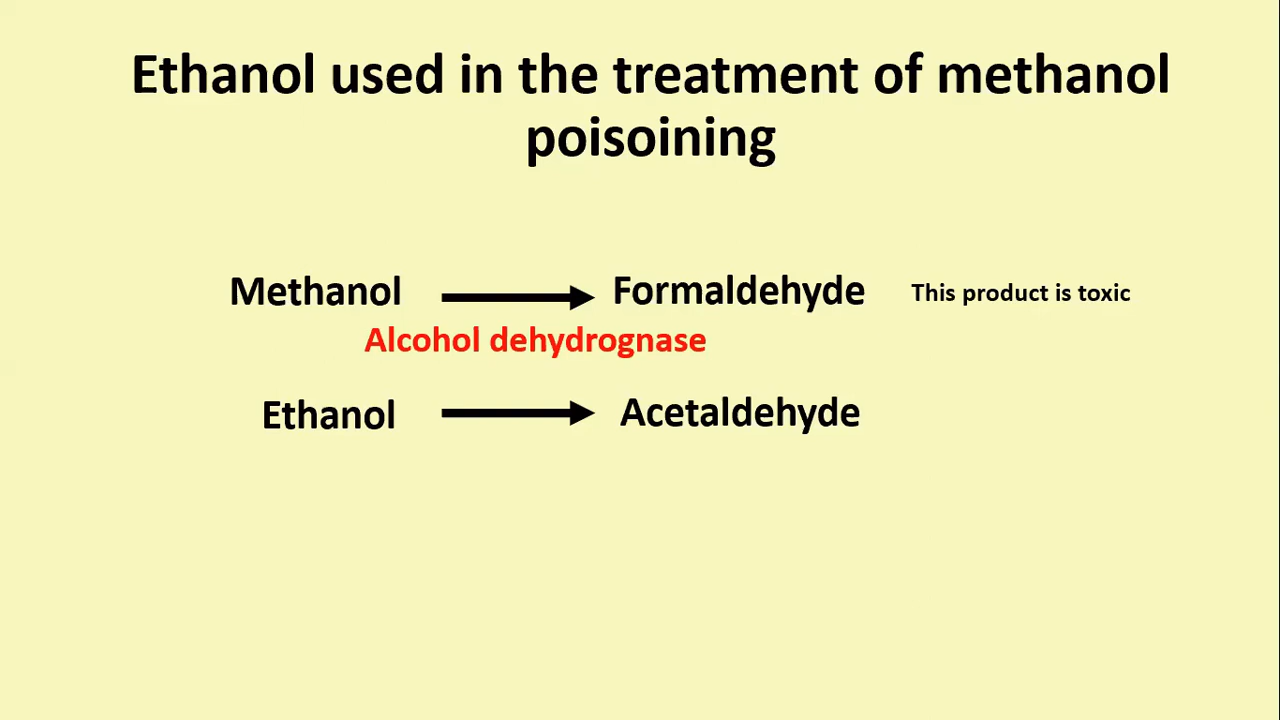 Ethanol used in the treatment of methanol
poisoining
Methanol Formaldehyde This product is toxic
Alcohol dehydrognase
Ethanol Acetaldehyde